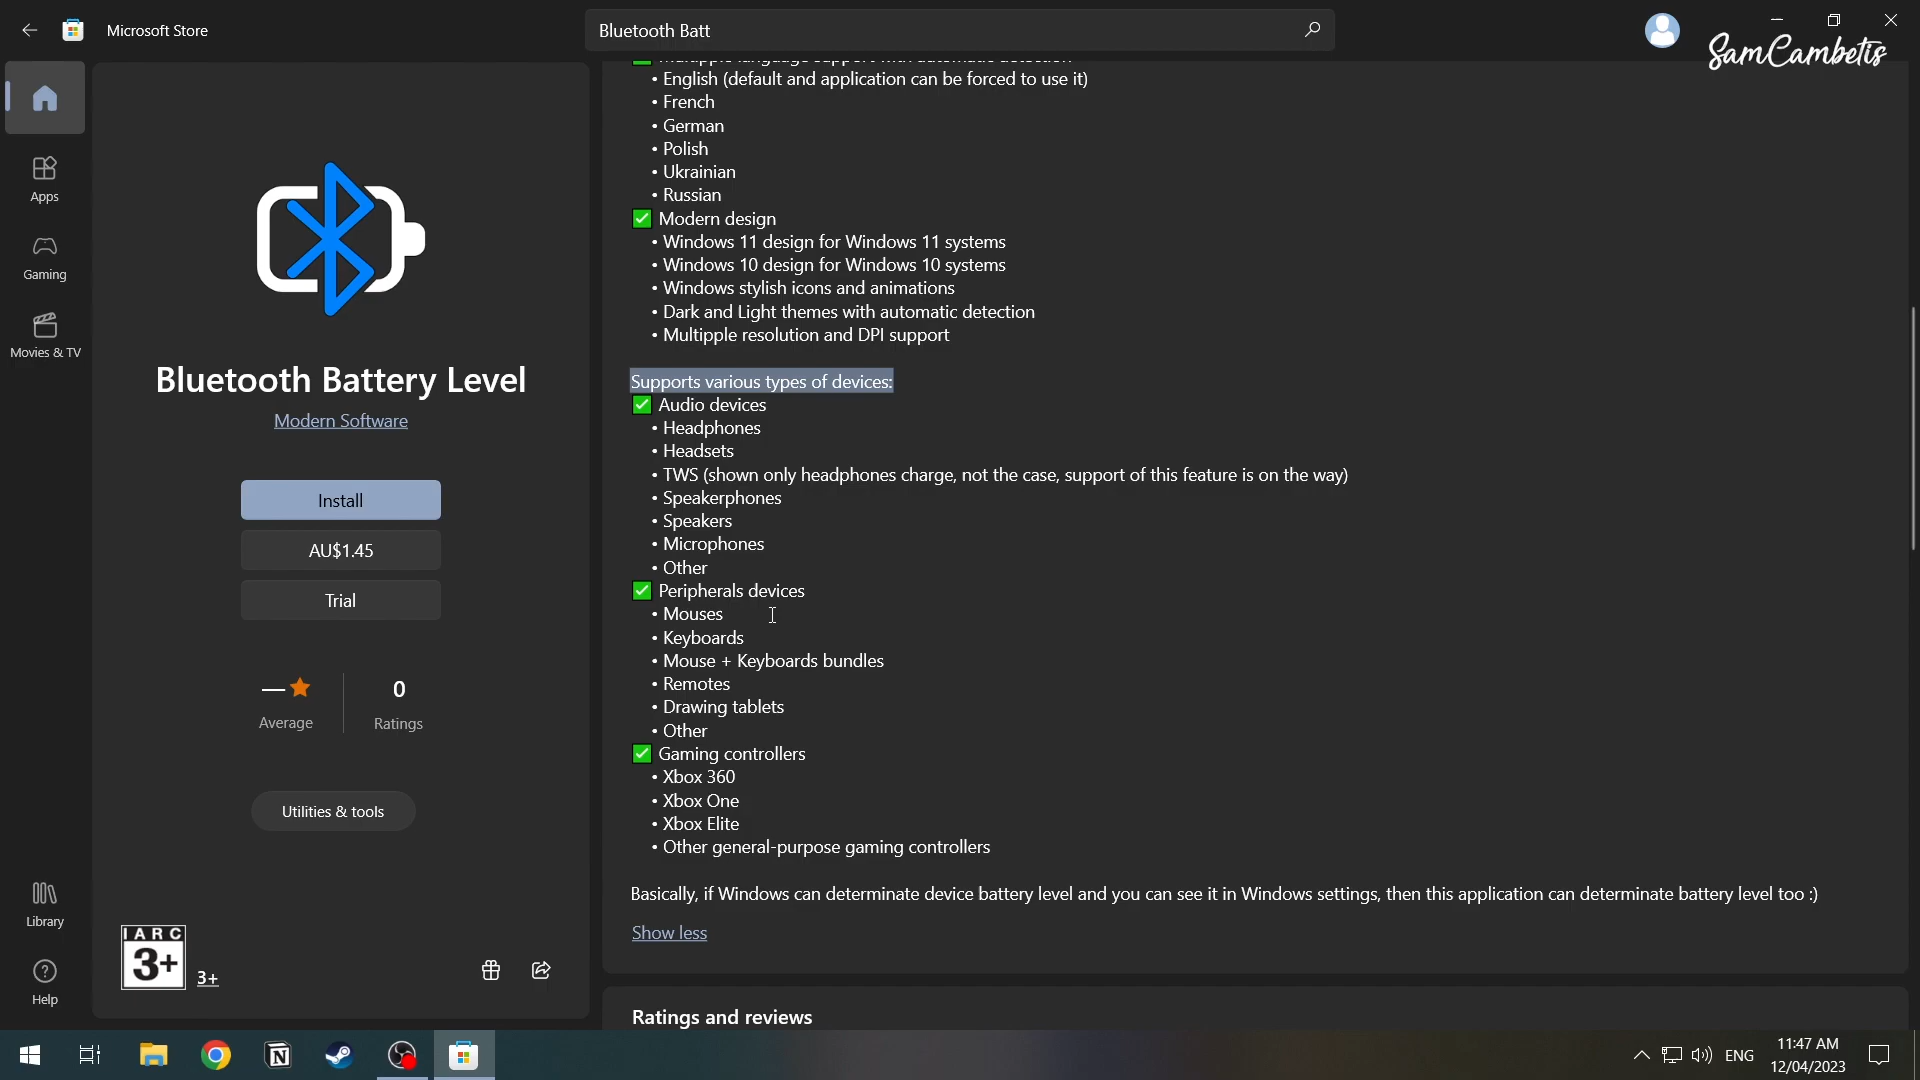 Microsoft Store
Bluetooth Batt
SamCambetis
Apps
Gaming
Movies & TV
Library
Help
Bluetooth Battery Level
Modern Software
Install
AU$1.45
Trial
—
Average
0
Ratings
Utilities & tools
IARC
3+
3+
Multipple language support with automatic detection
• English (default and application can be forced to use it)
• French
• German
• Polish
• Ukrainian
• Russian
✅ Modern design
• Windows 11 design for Windows 11 systems
• Windows 10 design for Windows 10 systems
• Windows stylish icons and animations
• Dark and Light themes with automatic detection
• Multipple resolution and DPI support
Supports various types of devices:
✅ Audio devices
• Headphones
• Headsets
• TWS (shown only headphones charge, not the case, support of this feature is on the way)
• Speakerphones
• Speakers
• Microphones
• Other
✅ Peripherals devices
• Mouses
• Keyboards
• Mouse + Keyboards bundles
• Remotes
• Drawing tablets
• Other
✅ Gaming controllers
• Xbox 360
• Xbox One
• Xbox Elite
• Other general-purpose gaming controllers
Basically, if Windows can determinate device battery level and you can see it in Windows settings, then this application can determinate battery level too :)
Show less
Ratings and reviews
ENG
11:47 AM
12/04/2023